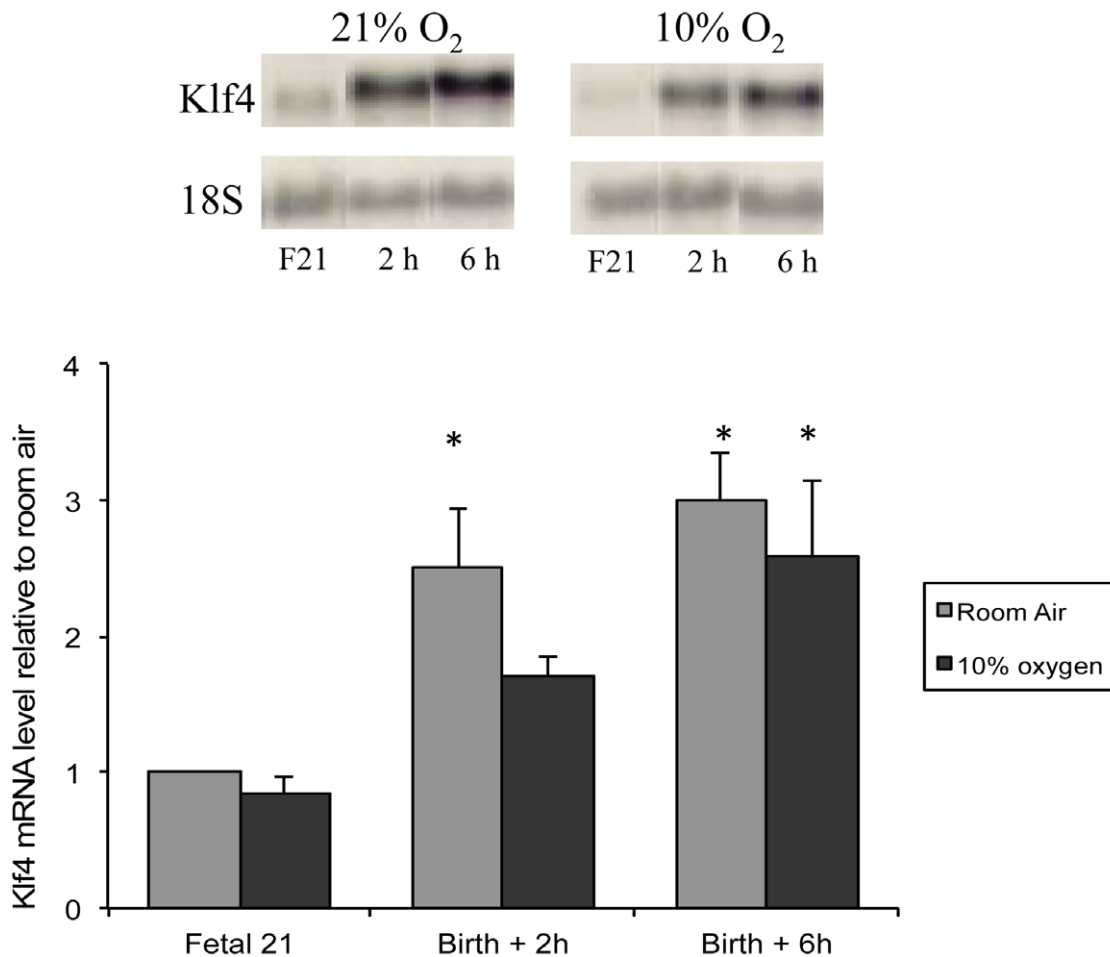 21% O₂ 10% O₂
Klf4
18S
F21 2 h 6 h F21 2 h 6 h
Klf4 mRNA level relative to room air
4
* * *
3
2
1
0
Fetal 21 Birth + 2h Birth + 6h
Room Air
10% oxygen